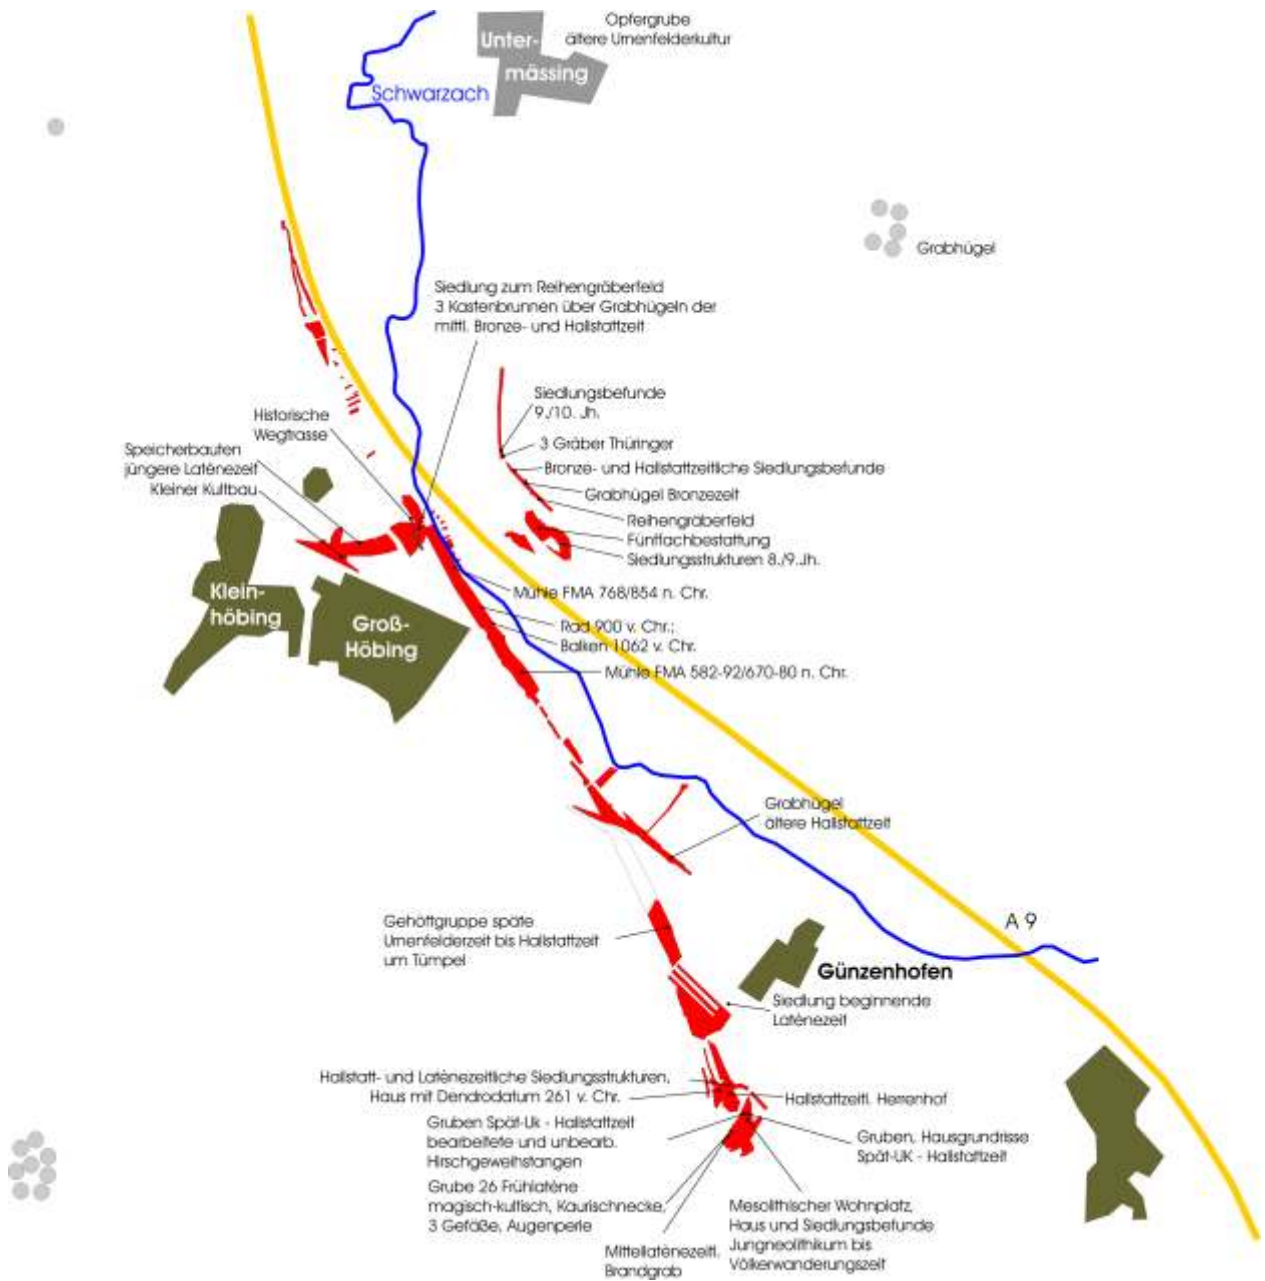 Opfergrube
ältere Urnenfelderkultur
Unter-
mässing
Schwarzach
Grabhügel
Siedlung zum Reihengräberfeld
3 Kastenbrunnen über Grabhügeln der
mittl. Bronze- und Hallstattzeit
Siedlungsbefunde
9./10. Jh.
Historische
Wegtrasse
3 Gräber Thüringer
Speicherbauten
jüngere Latènezeit
Kleiner Kultbau
Bronze- und Hallstattzeitliche Siedlungsbefunde
Grabhügel Bronzezeit
Reihengräberfeld
Fünffachbestattung
Siedlungsstrukturen 8./9.Jh.
Klein-
höbing
Groß-
Höbing
Mühle FMA 768/854 n. Chr.
Rad 900 v. Chr.;
Balken 1062 v. Chr.
Mühle FMA 582-92/670-80 n. Chr.
Grabhügel
ältere Hallstattzeit
Gehöftgruppe späte
Urnenfelderzeit bis Hallstattzeit
um Tümpel
A 9
Günzenhofen
Siedlung beginnende
Latènezeit
Hallstatt- und Latènezeitliche Siedlungsstrukturen,
Haus mit Dendrodatum 261 v. Chr.
Hallstattzeitl. Herrenhof
Gruben Spät-Uk - Hallstattzeit
bearbeitete und unbearb.
Hirschgeweihstangen
Gruben, Hausgrundrisse
Spät-UK - Hallstattzeit
Grube 26 Frühlatène
magisch-kultisch, Kaurischnecke,
3 Gefäße, Augenperle
Mesolithischer Wohnplatz,
Haus und Siedlungsbefunde
Jungneolithikum bis
Völkerwanderungszeit
Mittellatènezeitl.
Brandgrab